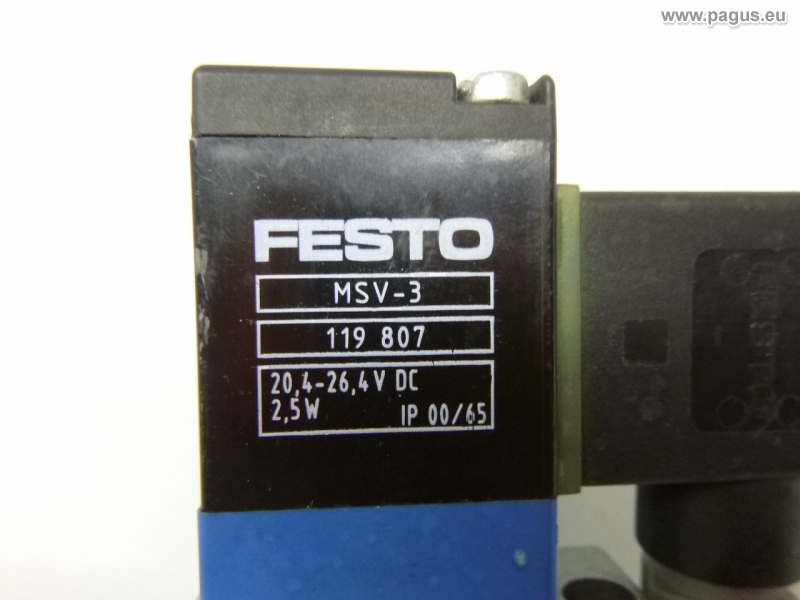 www.pagus.eu
FESTO
MSV-3
119 807
20,4-26,4V DC
2,5W IP 00/65